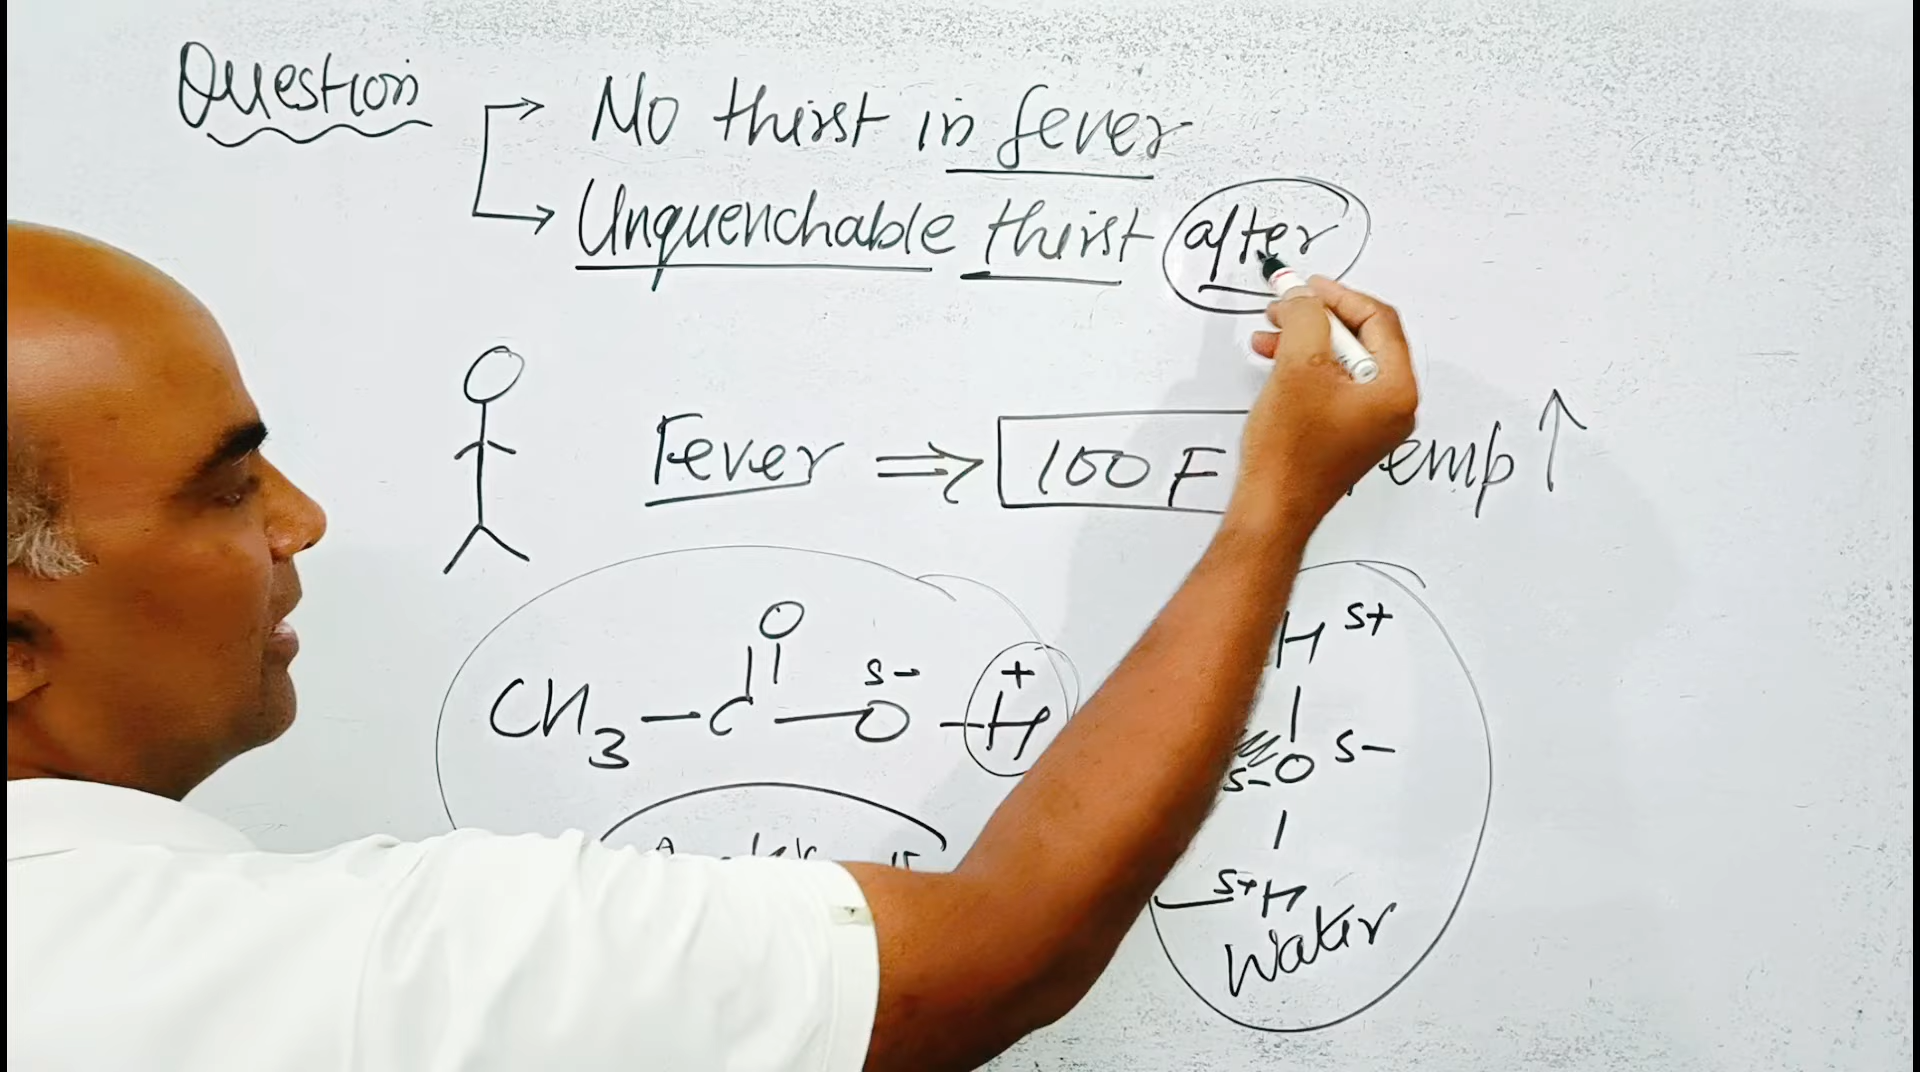 Question
No thirst in fever
Unquenchable thirst after
Fever ⇒ 100 F emp ↑
O
CH3 - C - O - H
δ-
+
H δ+
O δ-
δ-
δ+ H
Water